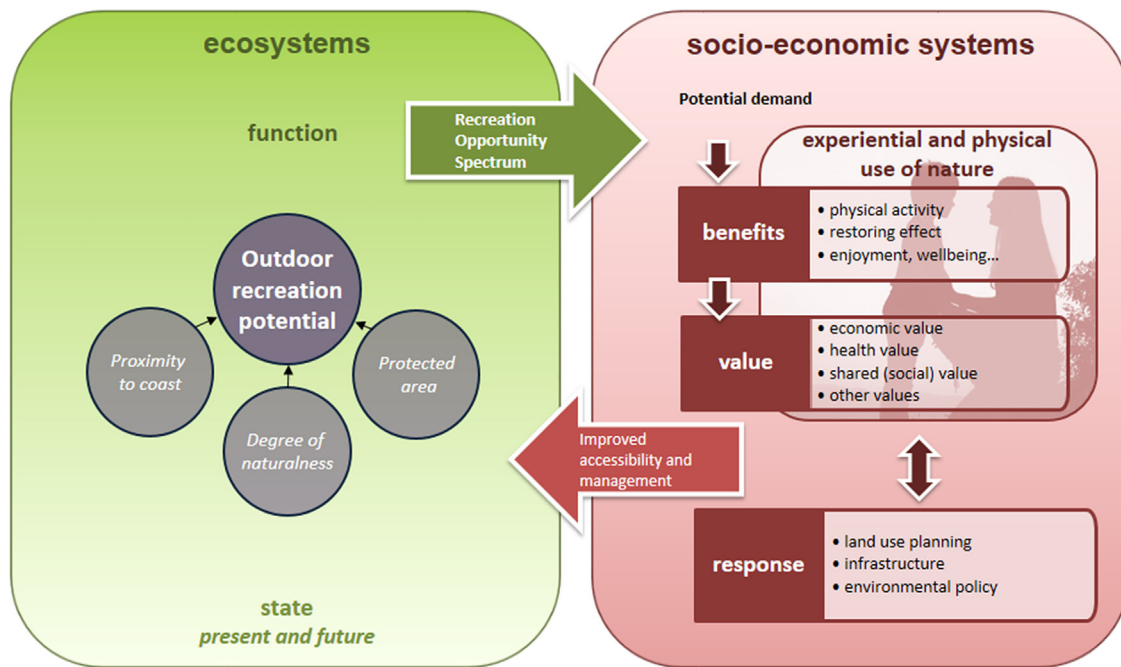 ecosystems
function
Recreation
Opportunity
Spectrum
Outdoor
recreation
potential
Proximity
to coast
Protected
area
Degree of
naturalness
state
present and future
socio-economic systems
Potential demand
experiential and physical
use of nature
benefits
• physical activity
• restoring effect
• enjoyment, wellbeing...
value
• economic value
• health value
• shared (social) value
• other values
Improved
accessibility and
management
response
• land use planning
• infrastructure
• environmental policy